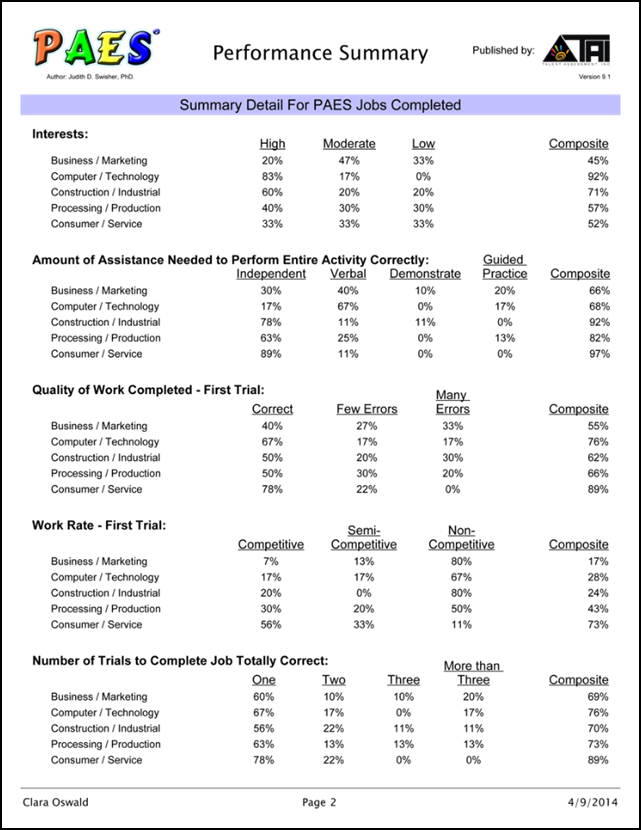 PAES®
Performance Summary
Published by:
TAI
TALENT ASSESSMENT, INC
Author: Judith D. Swisher, PhD.
Version 9.1
Summary Detail For PAES Jobs Completed
Interests:
High Moderate Low Composite
Business / Marketing 20% 47% 33% 45%
Computer / Technology 83% 17% 0% 92%
Construction / Industrial 60% 20% 20% 71%
Processing / Production 40% 30% 30% 57%
Consumer / Service 33% 33% 33% 52%
Amount of Assistance Needed to Perform Entire Activity Correctly: Guided
Independent Verbal Demonstrate Practice Composite
Business / Marketing 30% 40% 10% 20% 66%
Computer / Technology 17% 67% 0% 17% 68%
Construction / Industrial 78% 11% 11% 0% 92%
Processing / Production 63% 25% 0% 13% 82%
Consumer / Service 89% 11% 0% 0% 97%
Quality of Work Completed - First Trial: Many
Correct Few Errors Errors Composite
Business / Marketing 40% 27% 33% 55%
Computer / Technology 67% 17% 17% 76%
Construction / Industrial 50% 20% 30% 62%
Processing / Production 50% 30% 20% 66%
Consumer / Service 78% 22% 0% 89%
Work Rate - First Trial: Semi- Non-
Competitive Competitive Competitive Composite
Business / Marketing 7% 13% 80% 17%
Computer / Technology 17% 17% 67% 28%
Construction / Industrial 20% 0% 80% 24%
Processing / Production 30% 20% 50% 43%
Consumer / Service 56% 33% 11% 73%
Number of Trials to Complete Job Totally Correct: More than
One Two Three Three Composite
Business / Marketing 60% 10% 10% 20% 69%
Computer / Technology 67% 17% 0% 17% 76%
Construction / Industrial 56% 22% 11% 11% 70%
Processing / Production 63% 13% 13% 13% 73%
Consumer / Service 78% 22% 0% 0% 89%
Clara Oswald Page 2 4/9/2014